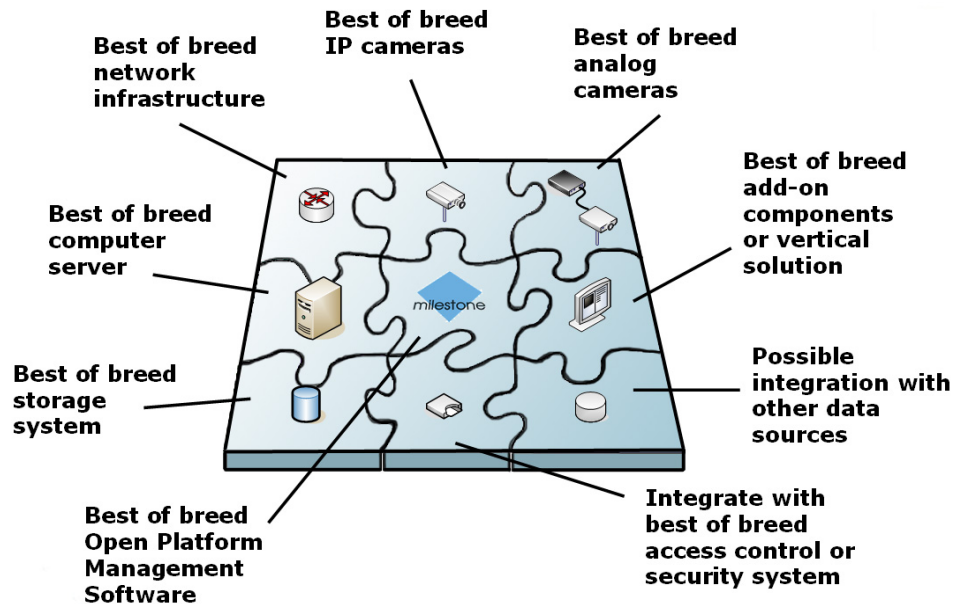 Best of breed
IP cameras
Best of breed
network
infrastructure
Best of breed
analog
cameras
Best of breed
add-on
components
or vertical
solution
Best of breed
computer
server
milestone
Possible
integration with
other data
sources
Best of breed
storage
system
Integrate with
best of breed
access control or
security system
Best of breed
Open Platform
Management
Software